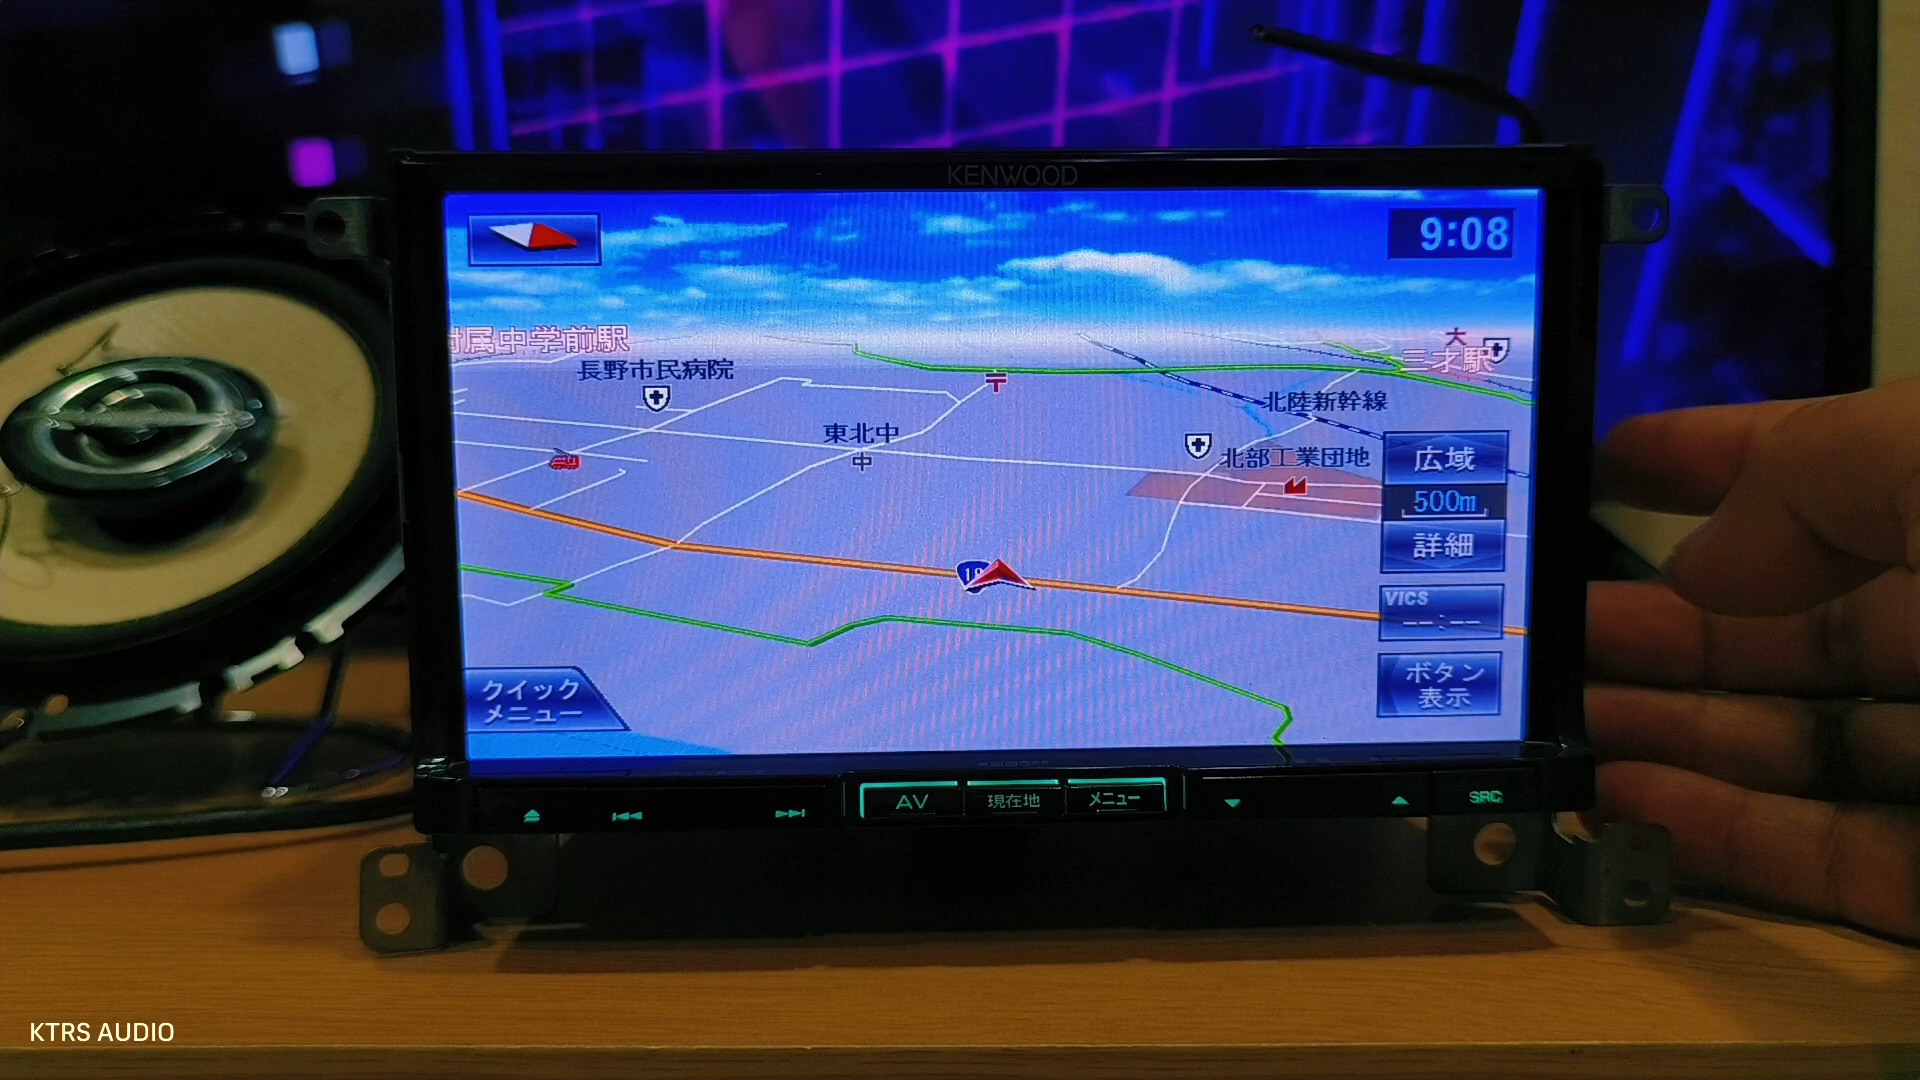 KENWOOD
9:08
附属中学前駅
長野市民病院
大
三才駅
北陸新幹線
東北中
中
北部工業団地
広域
500m
詳細
VICS
--:--
クイック
メニュー
ボタン
表示
AV
現在地
メニュー
SRC
KTRS AUDIO